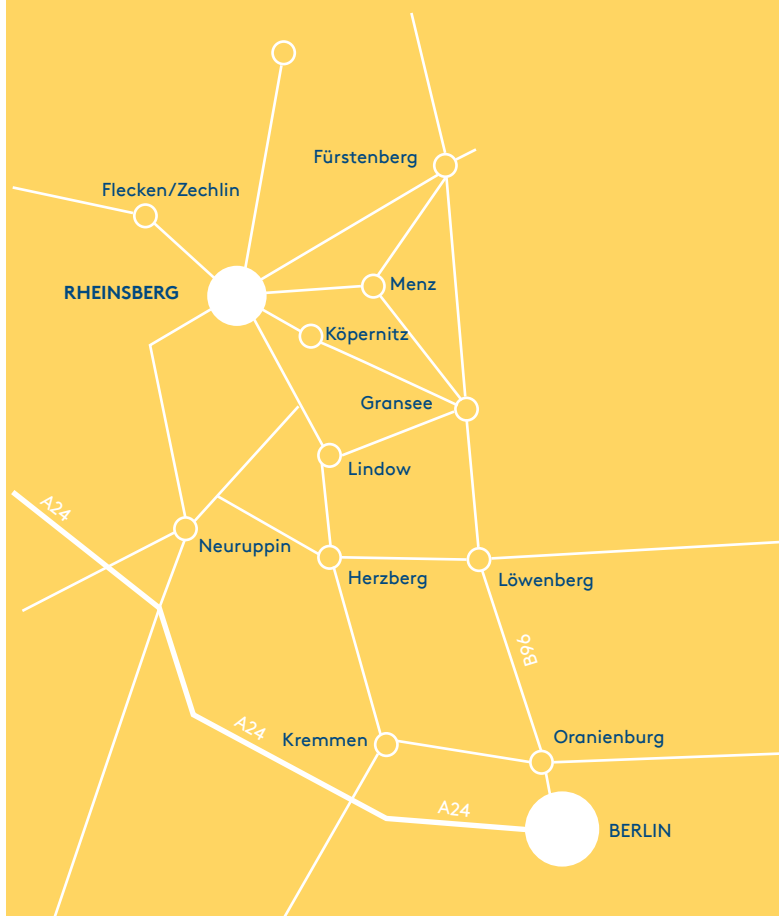 Fürstenberg
Flecken/Zechlin
RHEINSBERG
Menz
Köpernitz
Gransee
Lindow
A24
Neuruppin
Herzberg
Löwenberg
B96
A24
Kremmen
Oranienburg
A24
BERLIN